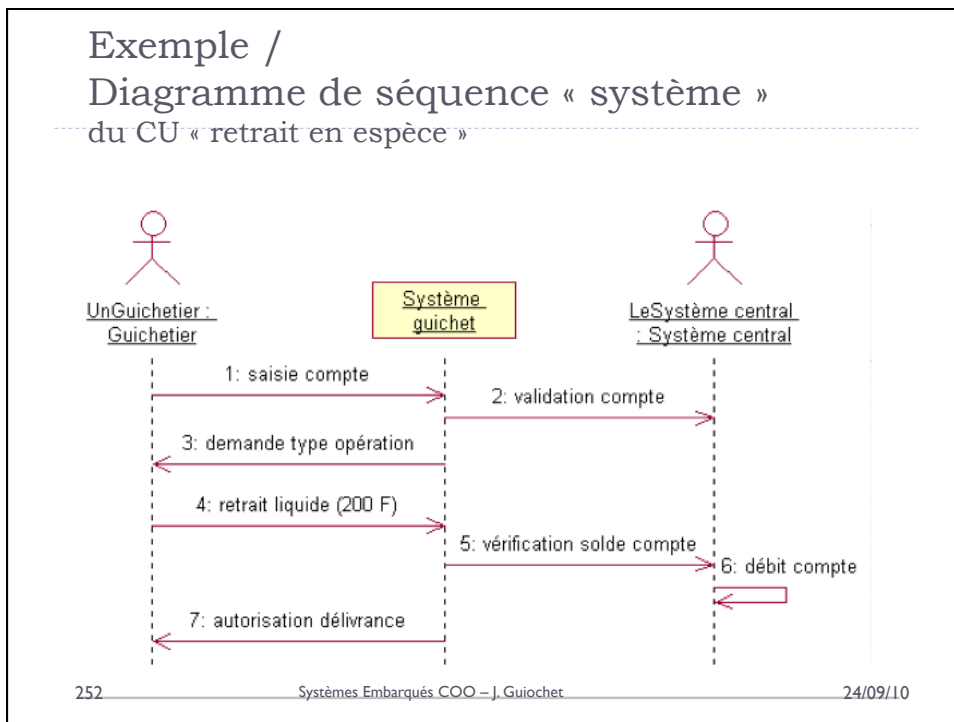 Exemple /
Diagramme de séquence « système »
du CU « retrait en espèce »
UnGuichetier :
Guichetier
Système
guichet
LeSystème central
: Système central
1: saisie compte
2: validation compte
3: demande type opération
4: retrait liquide (200 F)
5: vérification solde compte
6: débit compte
7: autorisation délivrance
252
Systèmes Embarqués COO – J. Guiochet
24/09/10